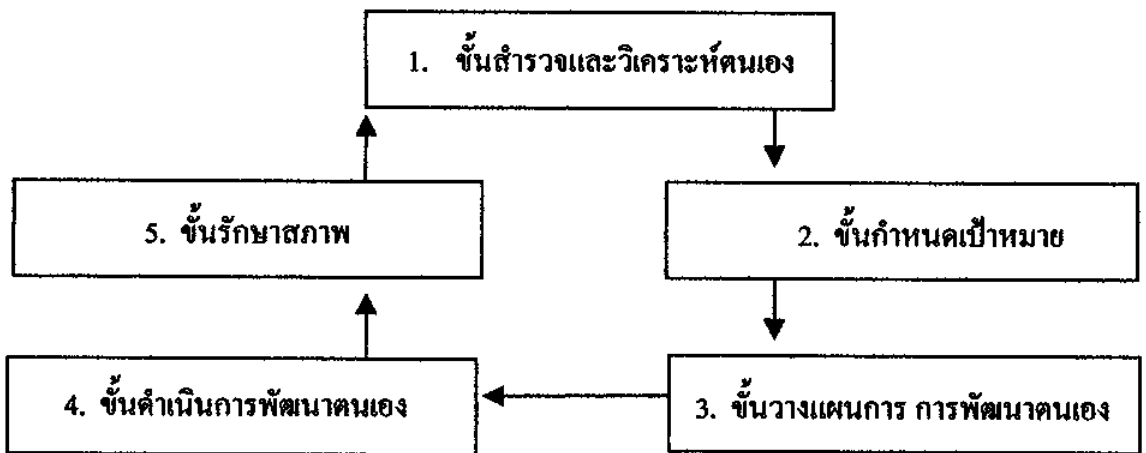 1. ขั้นสำรวจและวิเคราะห์ตนเอง
5. ขั้นรักษาสภาพ
2. ขั้นกำหนดเป้าหมาย
4. ขั้นดำเนินการพัฒนาตนเอง
3. ขั้นวางแผนการ การพัฒนาตนเอง